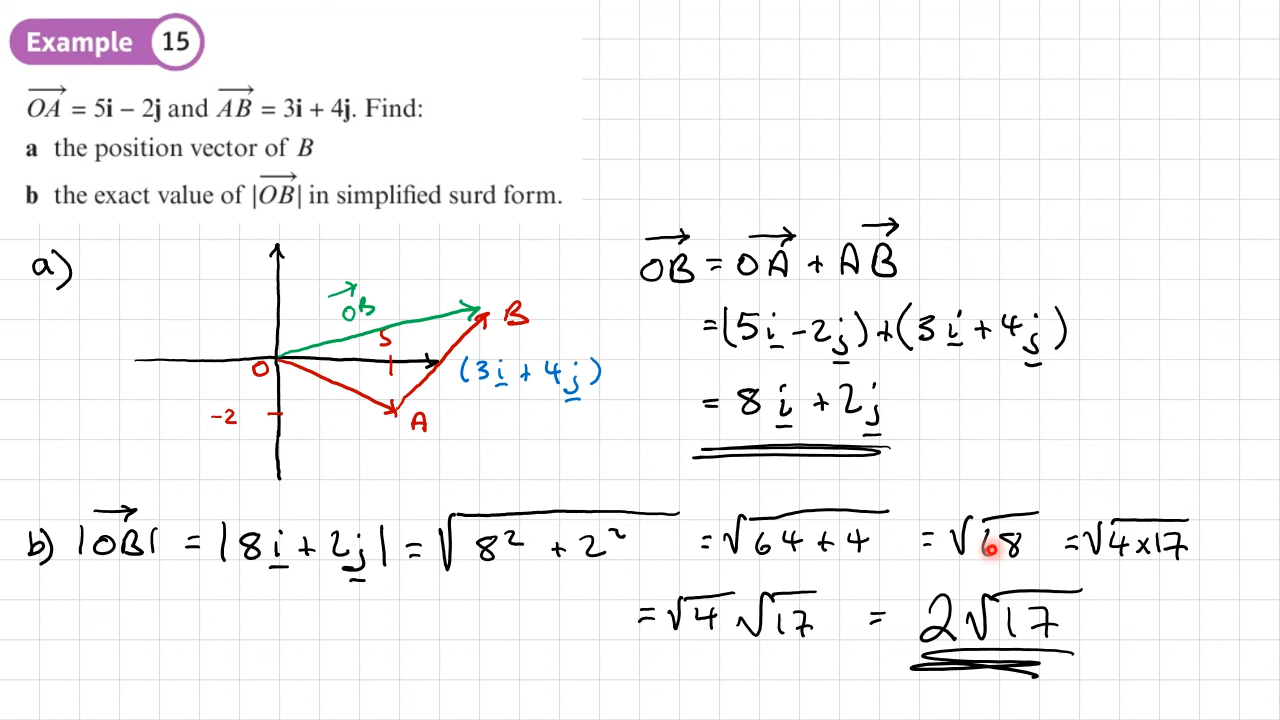 Example 15
OA = 5i − 2j and AB = 3i + 4j. Find:
a the position vector of B
b the exact value of |OB| in simplified surd form.
a)
OB
B
5
O
(3i + 4j)
-2
A
OB = OA + AB
= (5i - 2j) + (3i + 4j)
= 8i + 2j
b) |OB| = |8i + 2j| = √8² + 2² = √64 + 4 = √68 = √4×17
= √4 √17 = 2√17